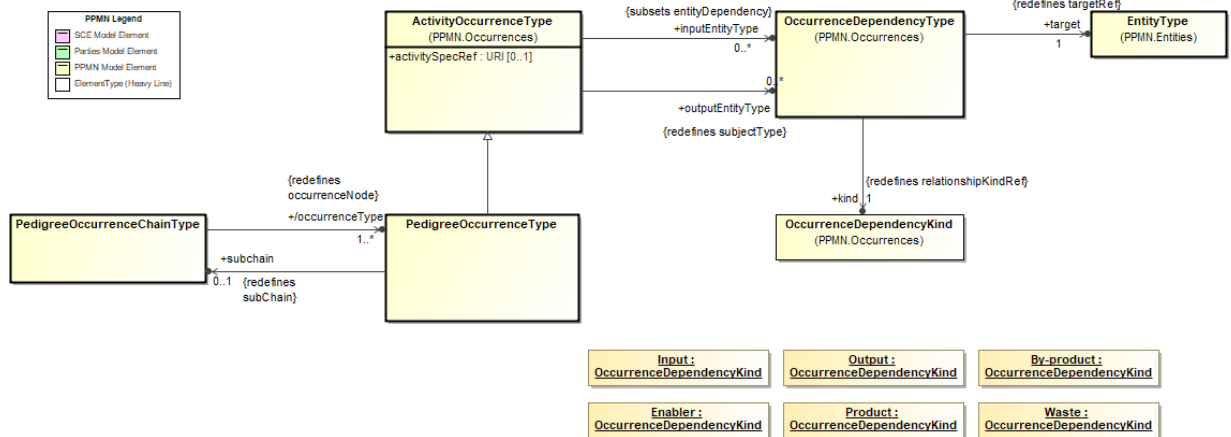 PPMN Legend
SCE Model Element
Parties Model Element
PPMN Model Element
ElementType (Heavy Line)
ActivityOccurrenceType
(PPMN.Occurrences)
+activitySpecRef : URI [0..1]
{subsets entityDependency}
+inputEntityType
0..*
0..*
+outputEntityType
{redefines subjectType}
OccurrenceDependencyType
(PPMN.Occurrences)
{redefines targetRef}
+target
1
EntityType
(PPMN.Entities)
{redefines relationshipKindRef}
+kind
1
OccurrenceDependencyKind
(PPMN.Occurrences)
PedigreeOccurrenceChainType
{redefines
occurrenceNode}
+/occurrenceType
1..*
+subchain
0..1
{redefines
subChain}
PedigreeOccurrenceType
Input :
OccurrenceDependencyKind
Output :
OccurrenceDependencyKind
By-product :
OccurrenceDependencyKind
Enabler :
OccurrenceDependencyKind
Product :
OccurrenceDependencyKind
Waste :
OccurrenceDependencyKind